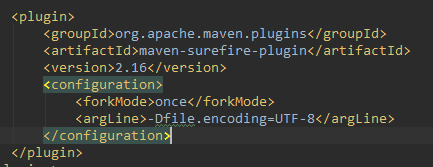 <plugin>
<groupId>org.apache.maven.plugins</groupId>
<artifactId>maven-surefire-plugin</artifactId>
<version>2.16</version>
<configuration>
<forkMode>once</forkMode>
<argLine>-Dfile.encoding=UTF-8</argLine>
</configuration>
</plugin>